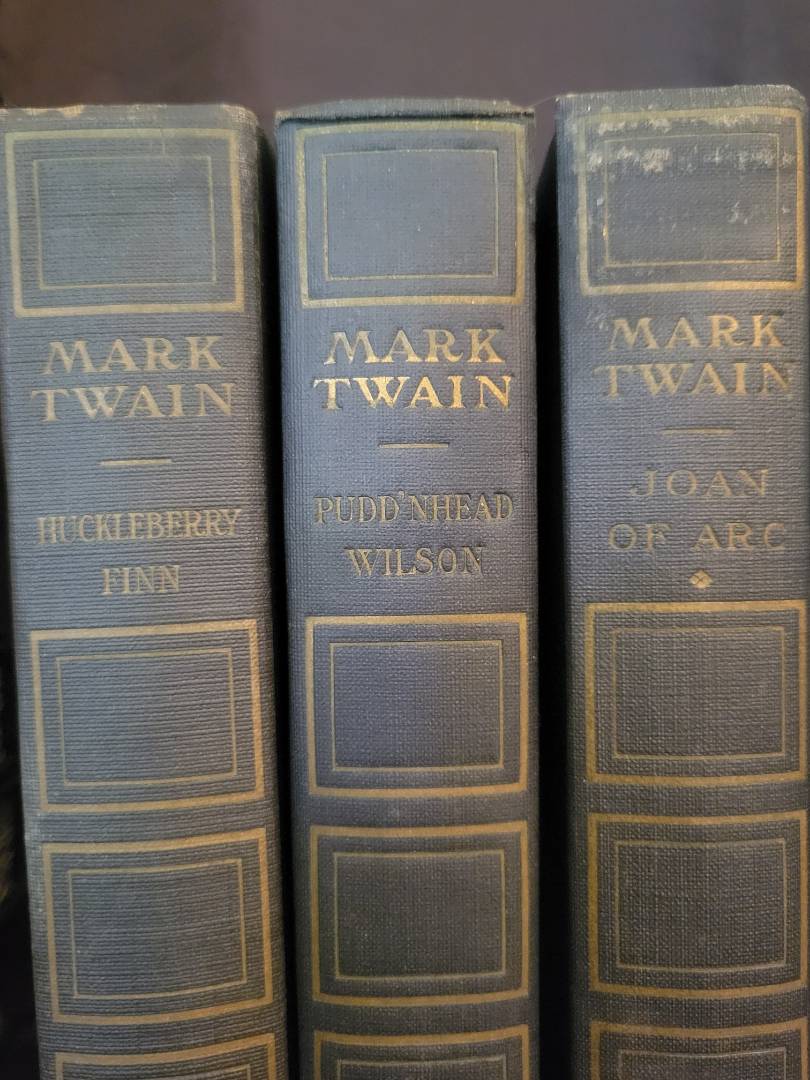 MARK
TWAIN
HUCKLEBERRY
FINN
MARK
TWAIN
PUDD'NHEAD
WILSON
MARK
TWAIN
JOAN
OF ARC